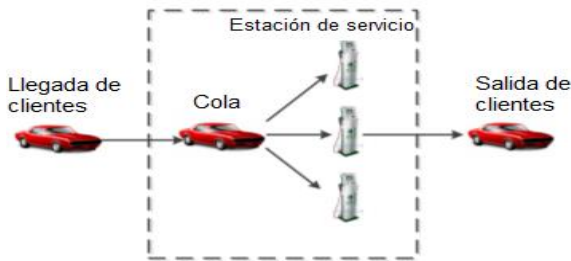 Estación de servicio
Llegada de
clientes
Cola
Salida de
clientes